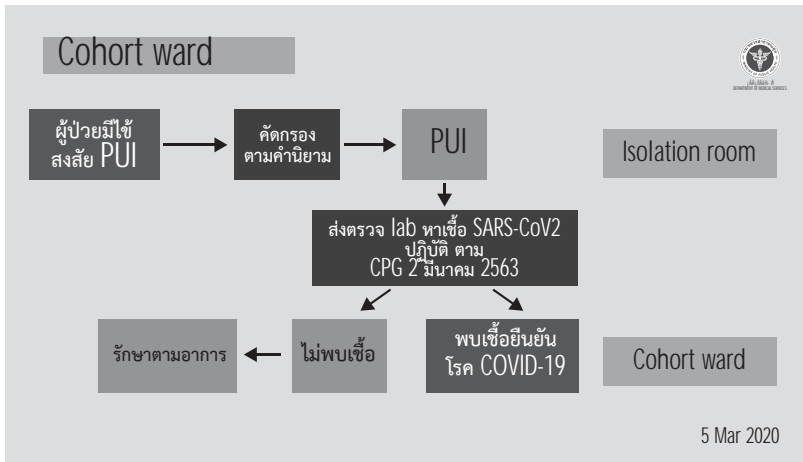 Cohort ward
DEPARTMENT OF MEDICAL SERVICES
ผู้ป่วยมีไข้
สงสัย PUI
คัดกรอง
ตามคำนิยาม
PUI
Isolation room
ส่งตรวจ lab หาเชื้อ SARS-CoV2
ปฏิบัติ ตาม
CPG 2 มีนาคม 2563
รักษาตามอาการ
ไม่พบเชื้อ
พบเชื้อยืนยัน
โรค COVID-19
Cohort ward
5 Mar 2020